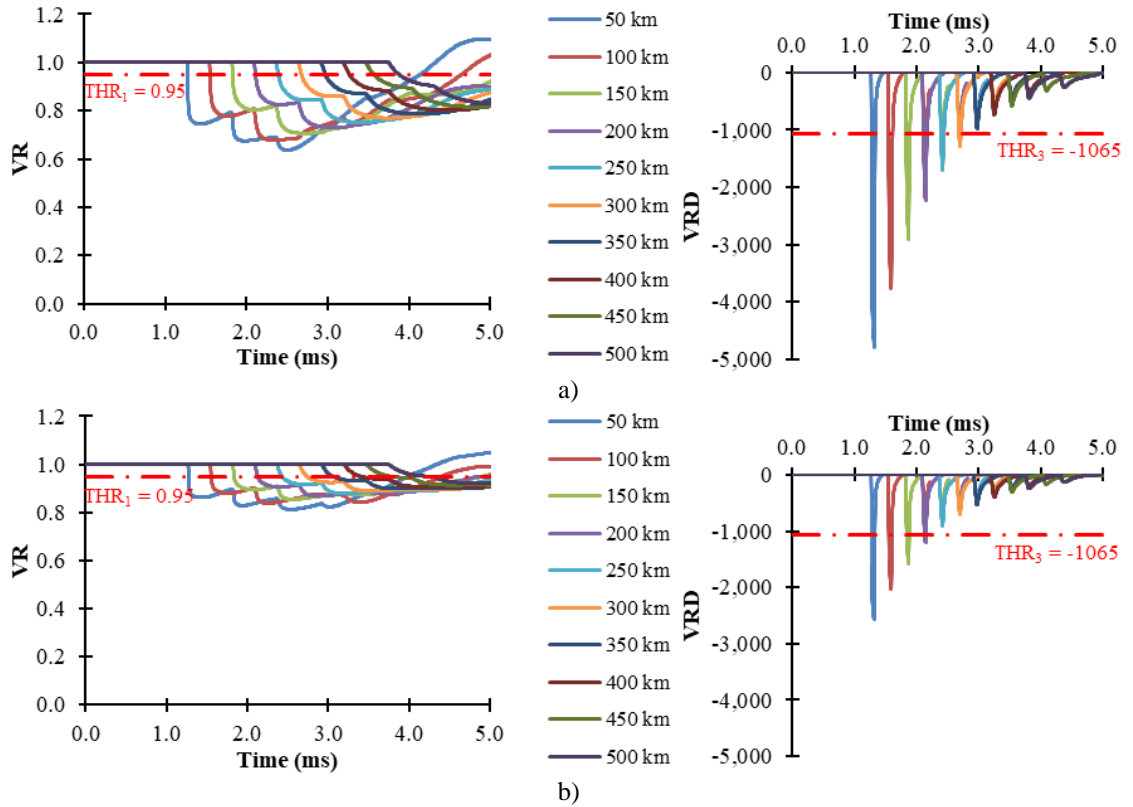 1.2
1.0
0.8
0.6
0.4
0.2
0.0
VR
THR₁ = 0.95
0.0 1.0 2.0 3.0 4.0 5.0
Time (ms)
50 km
100 km
150 km
200 km
250 km
300 km
350 km
400 km
450 km
500 km
Time (ms)
0.0 1.0 2.0 3.0 4.0 5.0
0
-1,000
-2,000
-3,000
-4,000
-5,000
VRD
THR₃ = -1065
a)
1.2
1.0
0.8
0.6
0.4
0.2
0.0
VR
THR₁ = 0.95
0.0 1.0 2.0 3.0 4.0 5.0
Time (ms)
50 km
100 km
150 km
200 km
250 km
300 km
350 km
400 km
450 km
500 km
Time (ms)
0.0 1.0 2.0 3.0 4.0 5.0
0
-1,000
-2,000
-3,000
-4,000
-5,000
VRD
THR₃ = -1065
b)